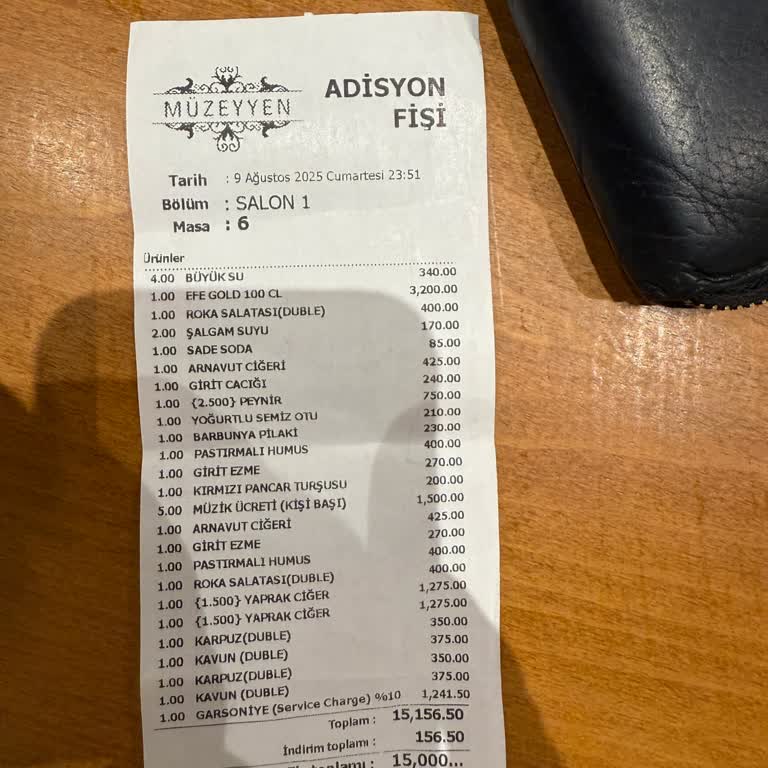 MÜZEYYEN
ADİSYON
FİŞİ
Tarih : 9 Ağustos 2025 Cumartesi 23:51
Bölüm : SALON 1
Masa : 6
Ürünler
4.00 BÜYÜK SU 340.00
1.00 EFE GOLD 100 CL 3,200.00
1.00 ROKA SALATASI(DUBLE) 400.00
2.00 ŞALGAM SUYU 170.00
1.00 SADE SODA 85.00
1.00 ARNAVUT CİĞERİ 425.00
1.00 GİRİT CACIĞI 240.00
1.00 {2.500} PEYNİR 750.00
1.00 YOĞURTLU SEMİZ OTU 210.00
1.00 BARBUNYA PİLAKİ 230.00
1.00 PASTIRMALI HUMUS 400.00
1.00 GİRİT EZME 270.00
1.00 KIRMIZI PANCAR TURŞUSU 200.00
5.00 MÜZİK ÜCRETİ (KİŞİ BAŞI) 1,500.00
1.00 ARNAVUT CİĞERİ 425.00
1.00 GİRİT EZME 270.00
1.00 PASTIRMALI HUMUS 400.00
1.00 ROKA SALATASI(DUBLE) 400.00
1.00 {1.500} YAPRAK CİĞER 1,275.00
1.00 {1.500} YAPRAK CİĞER 1,275.00
1.00 KARPUZ(DUBLE) 350.00
1.00 KAVUN (DUBLE) 375.00
1.00 KARPUZ(DUBLE) 350.00
1.00 KAVUN (DUBLE) 375.00
1.00 GARSONİYE (Service Charge) %10 1,241.50
Toplam : 15,156.50
İndirim toplamı : 156.50
toplamı : 15,000...